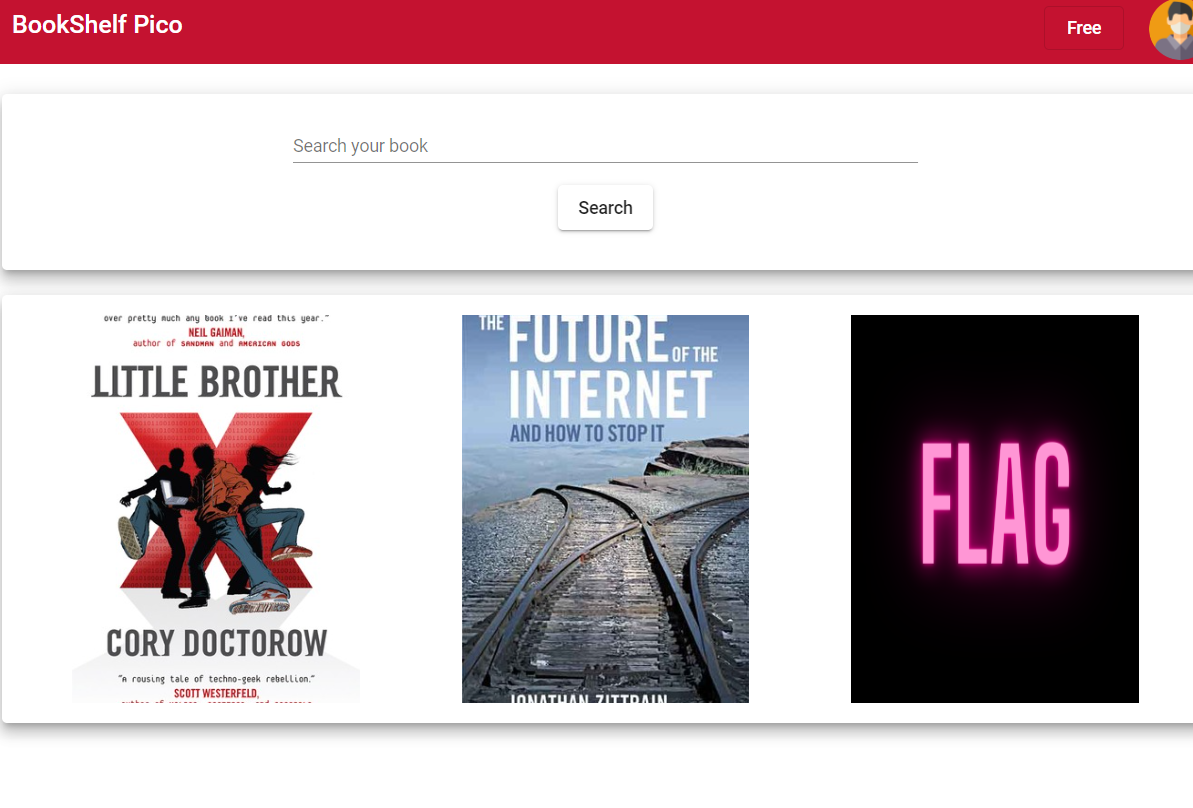 BookShelf Pico
Free
Search your book
Search
over pretty much any book I've read this year."
NEIL GAIMAN,
author of SANDMAN and AMERICAN GODS
LITTLE BROTHER
CORY DOCTOROW
"A rousing tale of techno-geek rebellion."
SCOTT WESTERFELD,
THE FUTURE OF THE
INTERNET
AND HOW TO STOP IT
JONATHAN ZITTRAIN
FLAG